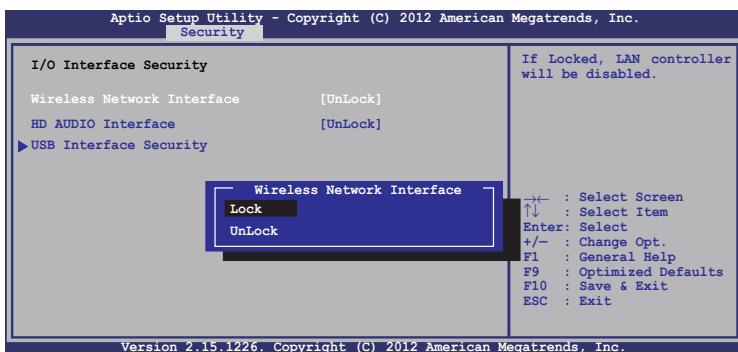 Aptio Setup Utility - Copyright (C) 2012 American Megatrends, Inc.
Security
I/O Interface Security
Wireless Network Interface [UnLock]
HD AUDIO Interface [UnLock]
USB Interface Security
If Locked, LAN controller
will be disabled.
Wireless Network Interface
Lock
UnLock
→← : Select Screen
↑↓ : Select Item
Enter: Select
+/— : Change Opt.
F1 : General Help
F9 : Optimized Defaults
F10 : Save & Exit
ESC : Exit
Version 2.15.1226. Copyright (C) 2012 American Megatrends, Inc.